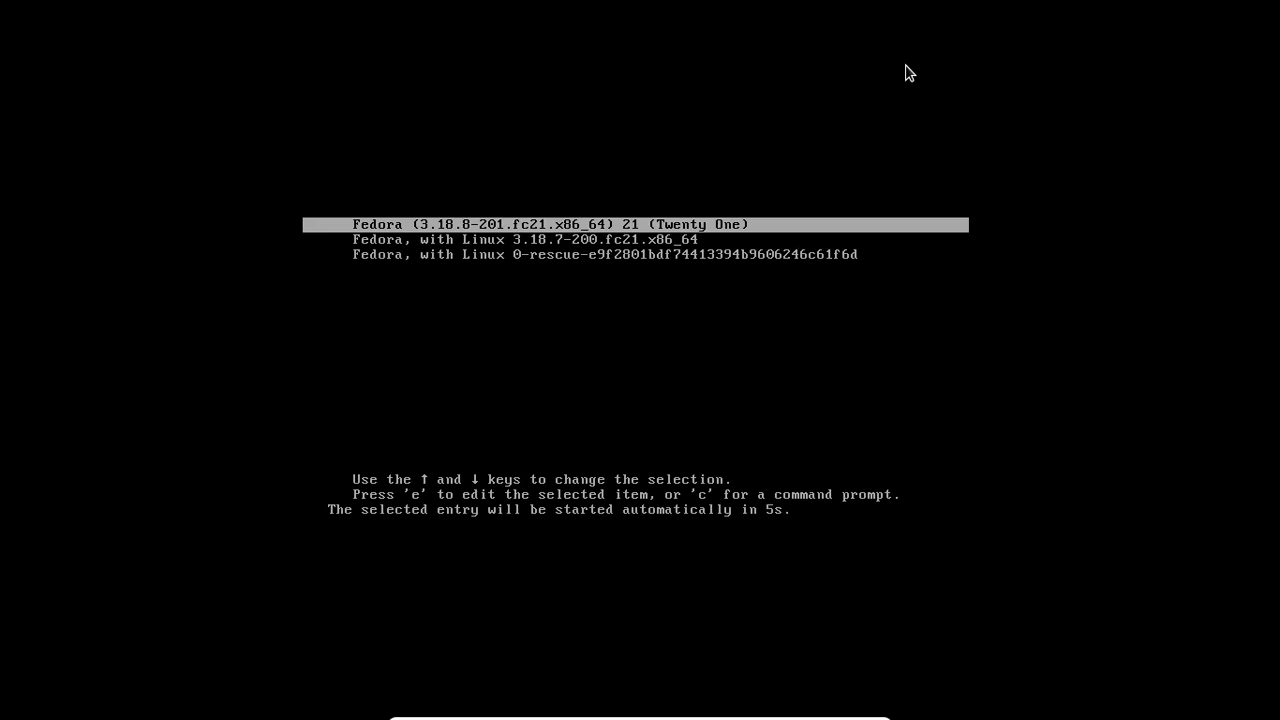 Fedora (3.18.8-201.fc21.x86_64) 21 (Twenty One)
Fedora, with Linux 3.18.7-200.fc21.x86_64
Fedora, with Linux 0-rescue-e9f2801bdf74413394b9606246c61f6d
Use the ↑ and ↓ keys to change the selection.
Press 'e' to edit the selected item, or 'c' for a command prompt.
The selected entry will be started automatically in 5s.